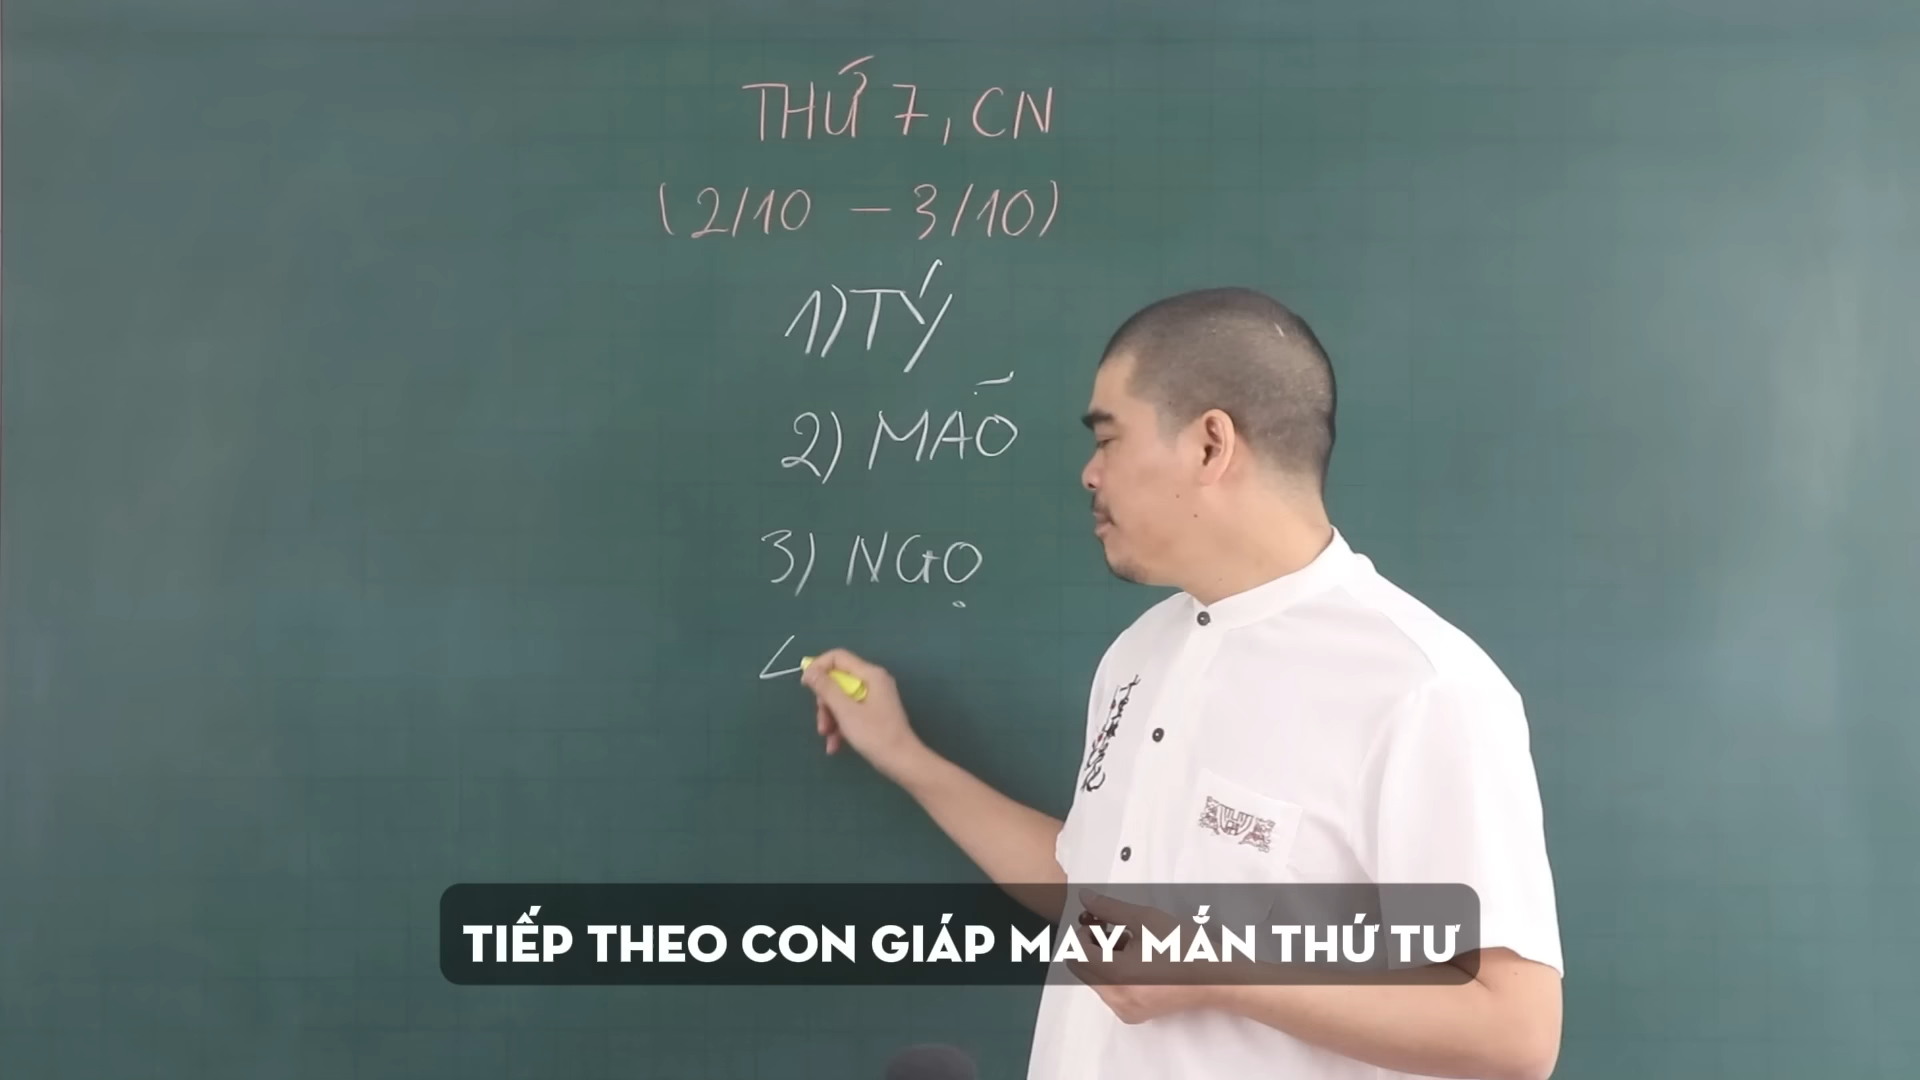 THỨ 7, CN
(2/10 - 3/10)
1) TÝ
2) MÃO
3) NGỌ
TIẾP THEO CON GIÁP MAY MẮN THỨ TƯ